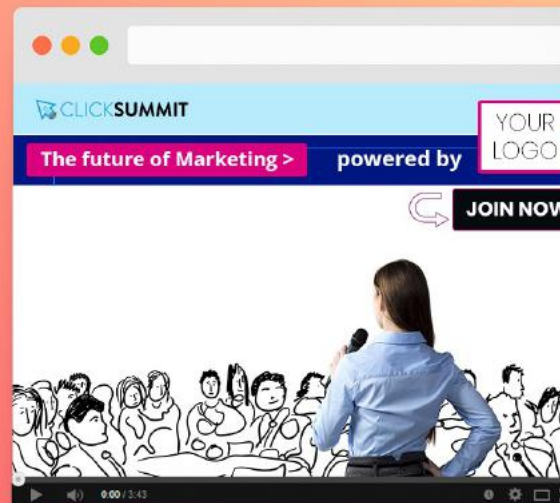 CLICKSUMMIT
YOUR
LOGO
The future of Marketing >
powered by
JOIN NOW
0:00 / 3:43